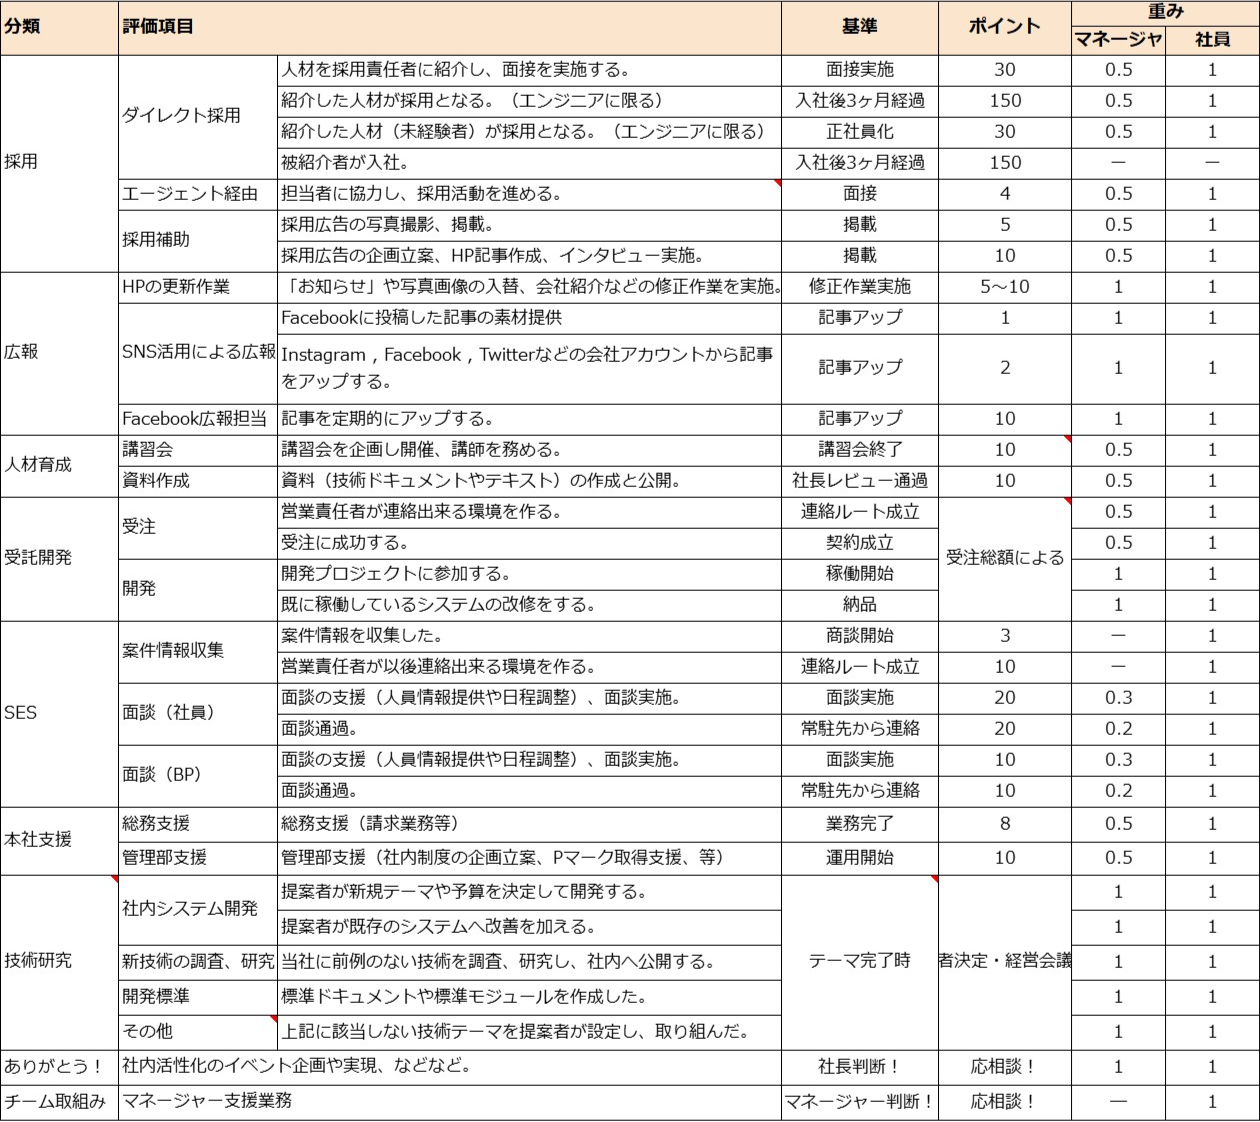 分類 評価項目 基準 ポイント 重み
マネージャ 社員
採用 ダイレクト採用 人材を採用責任者に紹介し、面接を実施する。 面接実施 30 0.5 1
紹介した人材が採用となる。（エンジニアに限る） 入社後3ヶ月経過 150 0.5 1
紹介した人材（未経験者）が採用となる。（エンジニアに限る） 正社員化 30 0.5 1
被紹介者が入社。 入社後3ヶ月経過 150 － －
エージェント経由 担当者に協力し、採用活動を進める。 面接 4 0.5 1
採用補助 採用広告の写真撮影、掲載。 掲載 5 0.5 1
採用広告の企画立案、HP記事作成、インタビュー実施。 掲載 10 0.5 1
広報 HPの更新作業 「お知らせ」や写真画像の入替、会社紹介などの修正作業を実施。 修正作業実施 5～10 1 1
SNS活用による広報 Facebookに投稿した記事の素材提供 記事アップ 1 1 1
Instagram , Facebook , Twitterなどの会社アカウントから記事
をアップする。 記事アップ 2 1 1
Facebook広報担当 記事を定期的にアップする。 記事アップ 10 1 1
人材育成 講習会 講習会を企画し開催、講師を務める。 講習会終了 10 0.5 1
資料作成 資料（技術ドキュメントやテキスト）の作成と公開。 社長レビュー通過 10 0.5 1
受託開発 受注 営業責任者が連絡出来る環境を作る。 連絡ルート成立 受注総額による 0.5 1
受注に成功する。 契約成立 0.5 1
開発 開発プロジェクトに参加する。 稼働開始 1 1
既に稼働しているシステムの改修をする。 納品 1 1
SES 案件情報収集 案件情報を収集した。 商談開始 3 － 1
営業責任者が以後連絡出来る環境を作る。 連絡ルート成立 10 － 1
面談（社員） 面談の支援（人員情報提供や日程調整）、面談実施。 面談実施 20 0.3 1
面談通過。 常駐先から連絡 20 0.2 1
面談（BP） 面談の支援（人員情報提供や日程調整）、面談実施。 面談実施 10 0.3 1
面談通過。 常駐先から連絡 10 0.2 1
本社支援 総務支援 総務支援（請求業務等） 業務完了 8 0.5 1
管理部支援 管理部支援（社内制度の企画立案、Pマーク取得支援、等） 運用開始 10 0.5 1
技術研究 社内システム開発 提案者が新規テーマや予算を決定して開発する。 テーマ完了時 者決定・経営会議 1 1
提案者が既存のシステムへ改善を加える。 1 1
新技術の調査、研究 当社に前例のない技術を調査、研究し、社内へ公開する。 1 1
開発標準 標準ドキュメントや標準モジュールを作成した。 1 1
その他 上記に該当しない技術テーマを提案者が設定し、取り組んだ。 1 1
ありがとう！ 社内活性化のイベント企画や実現、などなど。 社長判断！ 応相談！ 1 1
チーム取組み マネージャー支援業務 マネージャー判断！ 応相談！ － 1